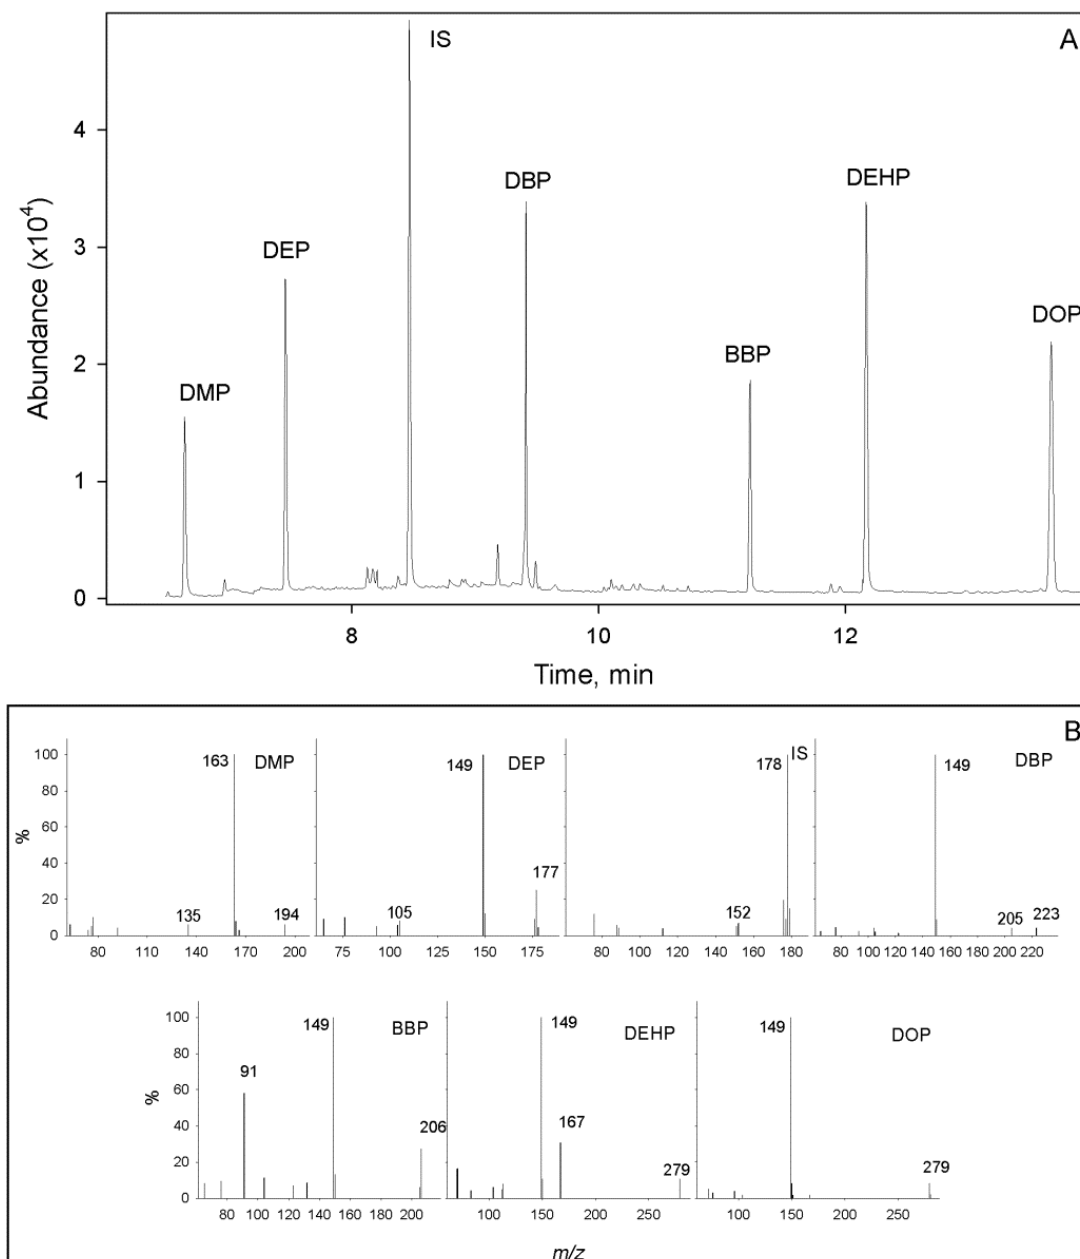 IS
A
DBP
DEHP
DEP
DOP
BBP
DMP
Abundance (x10⁴)
4
3
2
1
0
8 10 12
Time, min
B
100
80
60
40
20
0
%
163 DMP
135 194
80 110 140 170 200
149 DEP
177
105
75 100 125 150 175
178 IS
152
80 100 120 140 160 180
149 DBP
205 223
80 100 120 140 160 180 200 220
100
80
60
40
20
0
%
149 BBP
91
206
80 100 120 140 160 180 200
149 DEHP
167
279
100 150 200 250
149 DOP
279
100 150 200 250
m/z